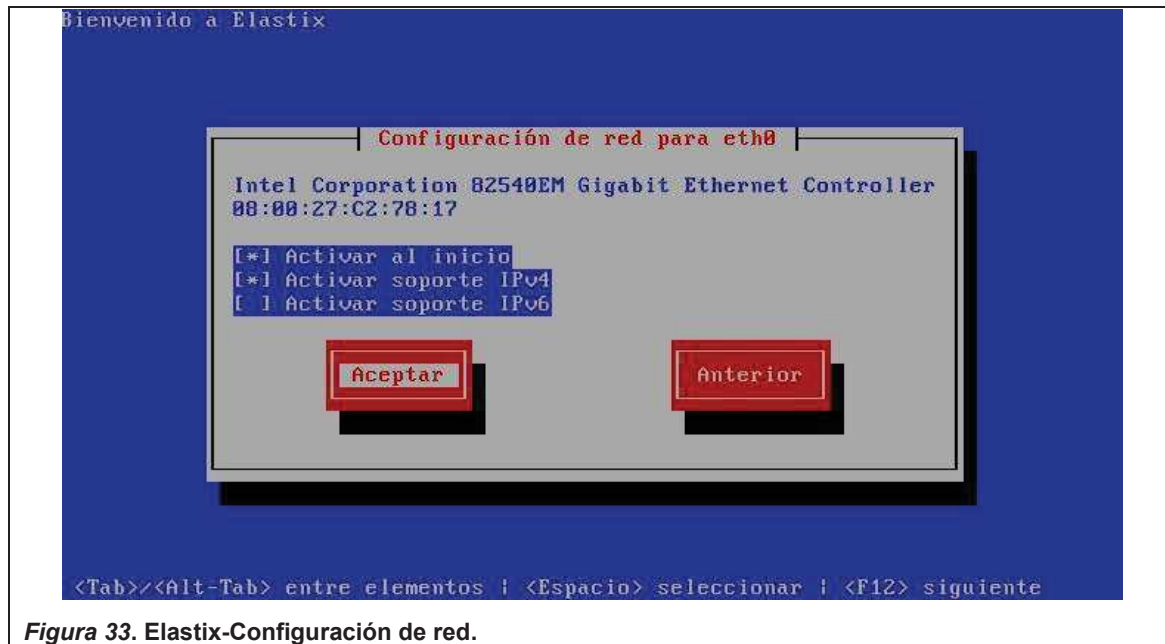 Bienvenido a Elastix
Configuración de red para eth0
Intel Corporation 82540EM Gigabit Ethernet Controller
08:00:27:C2:78:17
[*] Activar al inicio
[*] Activar soporte IPv4
[ ] Activar soporte IPv6
Aceptar Anterior
<Tab>/<Alt-Tab> entre elementos | <Espacio> seleccionar | <F12> siguiente
Figura 33. Elastix-Configuración de red.